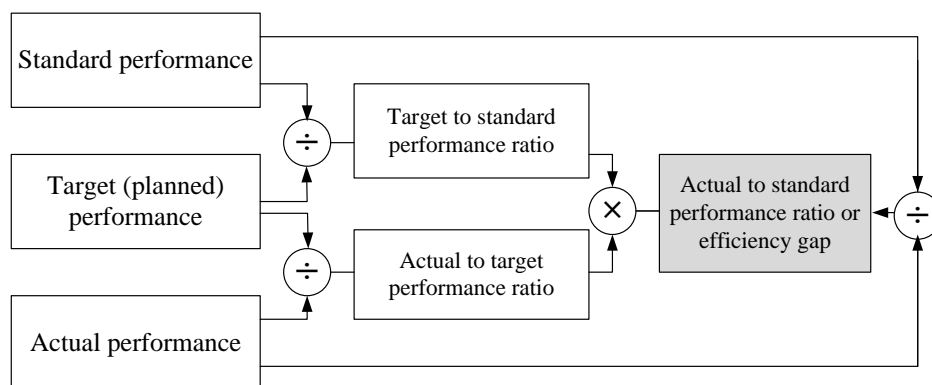 Standard performance
÷
Target to standard
performance ratio
Target (planned)
performance
×
Actual to standard
performance ratio or
efficiency gap
÷
÷
Actual to target
performance ratio
Actual performance